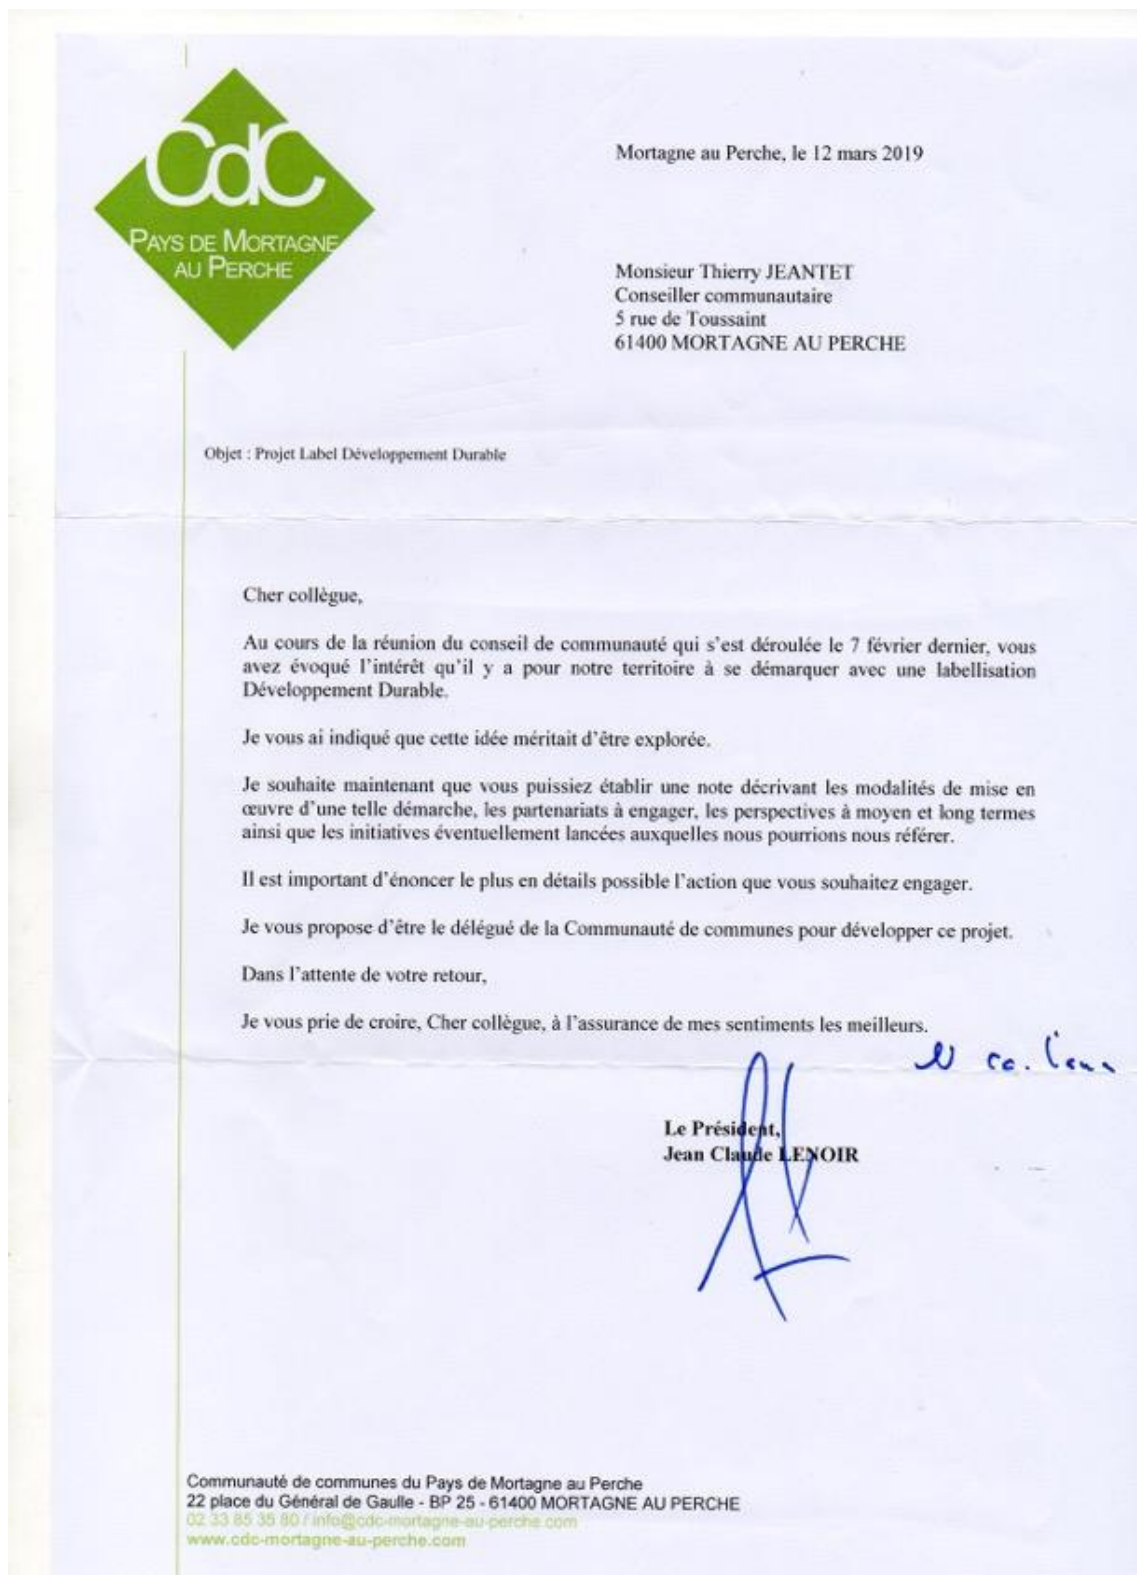 CdC
PAYS DE MORTAGNE
AU PERCHE
Mortagne au Perche, le 12 mars 2019
Monsieur Thierry JEANTET
Conseiller communautaire
5 rue de Toussaint
61400 MORTAGNE AU PERCHE
Objet : Projet Label Développement Durable
Cher collègue,
Au cours de la réunion du conseil de communauté qui s'est déroulée le 7 février dernier, vous
avez évoqué l'intérêt qu'il y a pour notre territoire à se démarquer avec une labellisation
Développement Durable.
Je vous ai indiqué que cette idée méritait d'être explorée.
Je souhaite maintenant que vous puissiez établir une note décrivant les modalités de mise en
œuvre d'une telle démarche, les partenariats à engager, les perspectives à moyen et long termes
ainsi que les initiatives éventuellement lancées auxquelles nous pourrions nous référer.
Il est important d'énoncer le plus en détails possible l'action que vous souhaitez engager.
Je vous propose d'être le délégué de la Communauté de communes pour développer ce projet.
Dans l'attente de votre retour,
Je vous prie de croire, Cher collègue, à l'assurance de mes sentiments les meilleurs.
Le Président,
Jean Claude LENOIR
Communauté de communes du Pays de Mortagne au Perche
22 place du Général de Gaulle - BP 25 - 61400 MORTAGNE AU PERCHE
02 33 85 35 80 / info@cdc-mortagne-au-perche.com
www.cdc-mortagne-au-perche.com